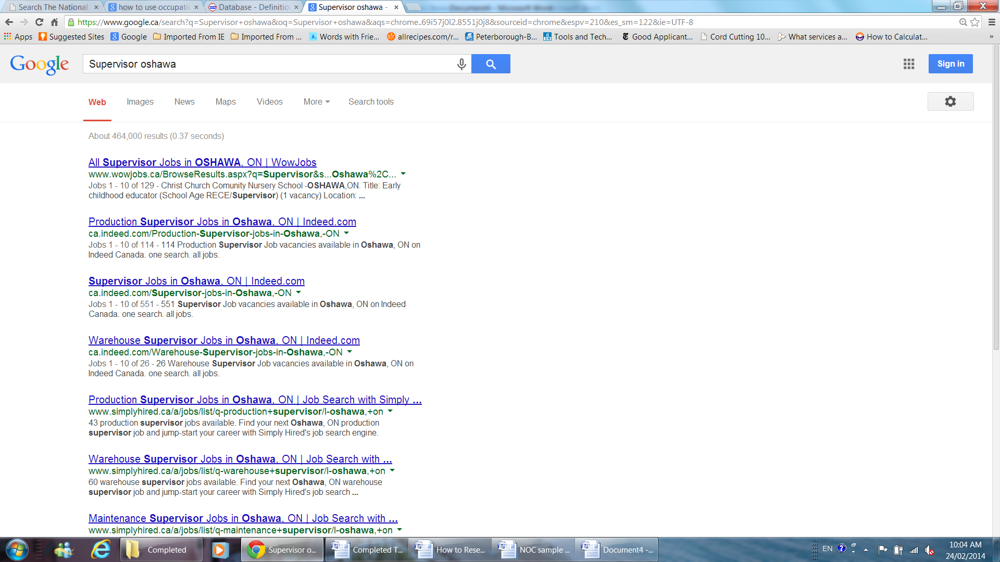 Search The National
how to use occupati
Database - Definitio
Supervisor oshawa -
https://www.google.ca/search?q=Supervisor+oshawa&oq=Supervisor+oshawa&aqs=chrome..69i57j0l2.8551j0j8&sourceid=chrome&espv=210&es_sm=122&ie=UTF-8
Apps Suggested Sites Google Imported From IE Imported From ... Words with Frie... allrecipes.com/r... Peterborough-B... Tools and Tech... Good Applicant... Cord Cutting 10... What services a... How to Calculat... »
Google
Supervisor oshawa
Sign in
Web Images News Maps Videos More Search tools
About 464,000 results (0.37 seconds)
All Supervisor Jobs in OSHAWA, ON | WowJobs
www.wowjobs.ca/BrowseResults.aspx?q=Supervisor&s...Oshawa%2C...
Jobs 1 - 10 of 129 - Christ Church Comunity Nursery School -OSHAWA,ON. Title: Early
childhood educator (School Age RECE/Supervisor) (1 vacancy) Location: ...
Production Supervisor Jobs in Oshawa, ON | Indeed.com
ca.indeed.com/Production-Supervisor-jobs-in-Oshawa,-ON
Jobs 1 - 10 of 114 - 114 Production Supervisor Job vacancies available in Oshawa, ON on
Indeed Canada. one search. all jobs.
Supervisor Jobs in Oshawa, ON | Indeed.com
ca.indeed.com/Supervisor-jobs-in-Oshawa,-ON
Jobs 1 - 10 of 551 - 551 Supervisor Job vacancies available in Oshawa, ON on Indeed
Canada. one search. all jobs.
Warehouse Supervisor Jobs in Oshawa, ON | Indeed.com
ca.indeed.com/Warehouse-Supervisor-jobs-in-Oshawa,-ON
Jobs 1 - 10 of 26 - 26 Warehouse Supervisor Job vacancies available in Oshawa, ON on
Indeed Canada. one search. all jobs.
Production Supervisor Jobs in Oshawa, ON | Job Search with Simply ...
www.simplyhired.ca/a/jobs/list/q-production+supervisor/l-oshawa,+on
43 production supervisor jobs available. Find your next Oshawa, ON production
supervisor job and jump-start your career with Simply Hired's job search engine.
Warehouse Supervisor Jobs in Oshawa, ON | Job Search with ...
www.simplyhired.ca/a/jobs/list/q-warehouse+supervisor/l-oshawa,+on
60 warehouse supervisor jobs available. Find your next Oshawa, ON warehouse
supervisor job and jump-start your career with Simply Hired's job search ...
Maintenance Supervisor Jobs in Oshawa, ON | Job Search with ...
www.simplyhired.ca/a/jobs/list/q-maintenance+supervisor/l-oshawa,+on
Completed
Supervisor o...
Completed T...
How to Rese...
NOC sample ...
Document4 -...
EN
10:04 AM
24/02/2014